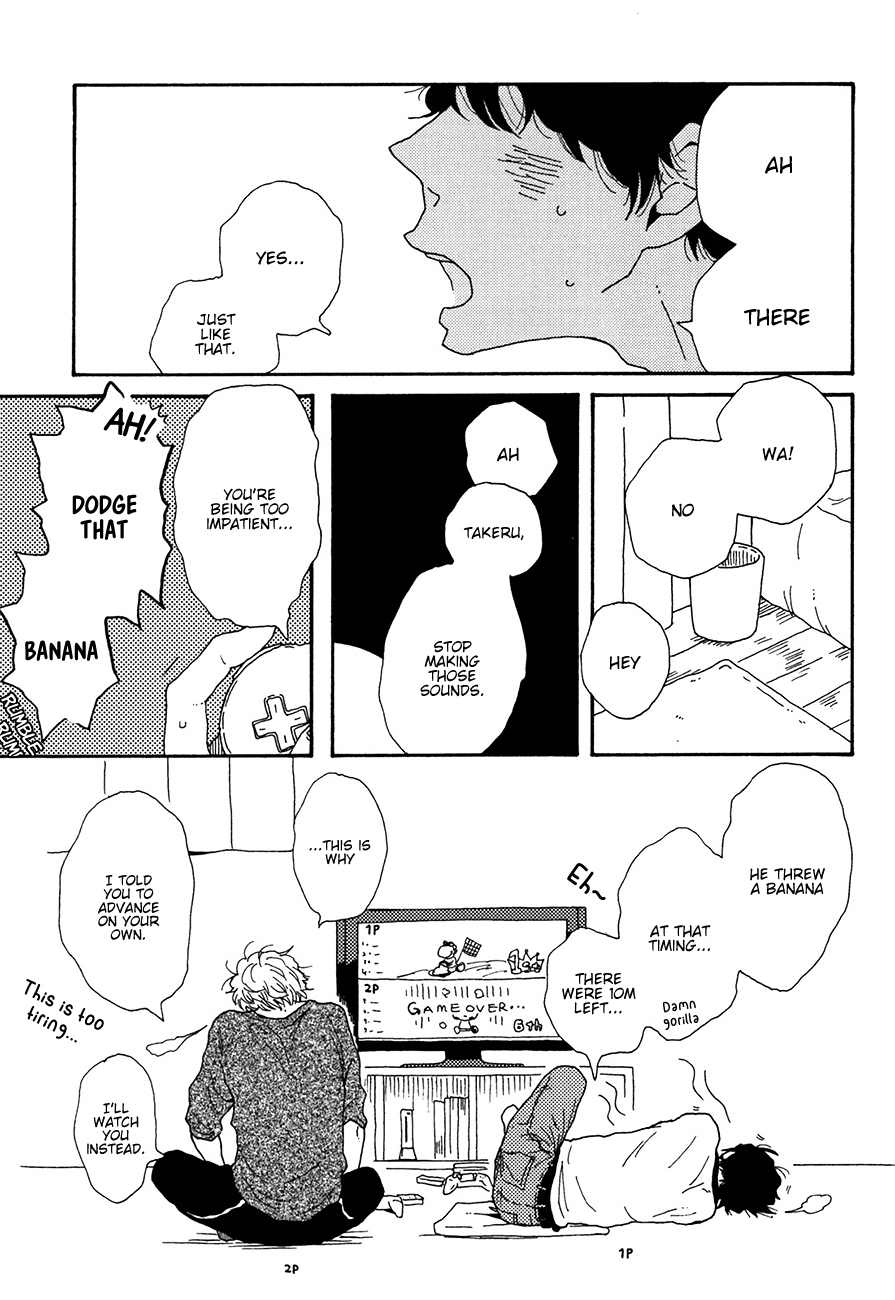 AH
THERE
YES...
JUST
LIKE
THAT.
WA!
NO
HEY
AH
TAKERU,
STOP
MAKING
THOSE
SOUNDS.
YOU'RE
BEING TOO
IMPATIENT...
AH!
DODGE
THAT
BANANA
RUMBLE
HE THREW
A BANANA
AT THAT
TIMING...
THERE
WERE 10M
LEFT...
Eh~
Damn
gorilla
...THIS IS
WHY
I TOLD
YOU TO
ADVANCE
ON YOUR
OWN.
This is too
tiring...
I'LL
WATCH
YOU
INSTEAD.
1P
2P
GAME OVER...
6th
1P
2P